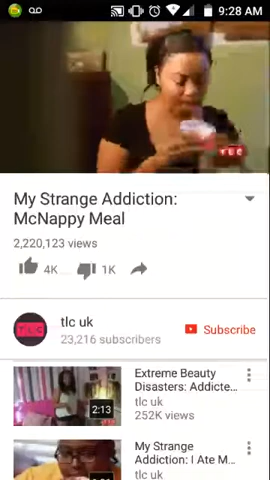 9:28 AM
TLC
My Strange Addiction:
McNappy Meal
2,220,123 views
4K
1K
TLC
tlc uk
Subscribe
23,216 subscribers
Extreme Beauty
Disasters: Addicte...
tlc uk
252K views
2:13
My Strange
Addiction: I Ate M...
tlc uk